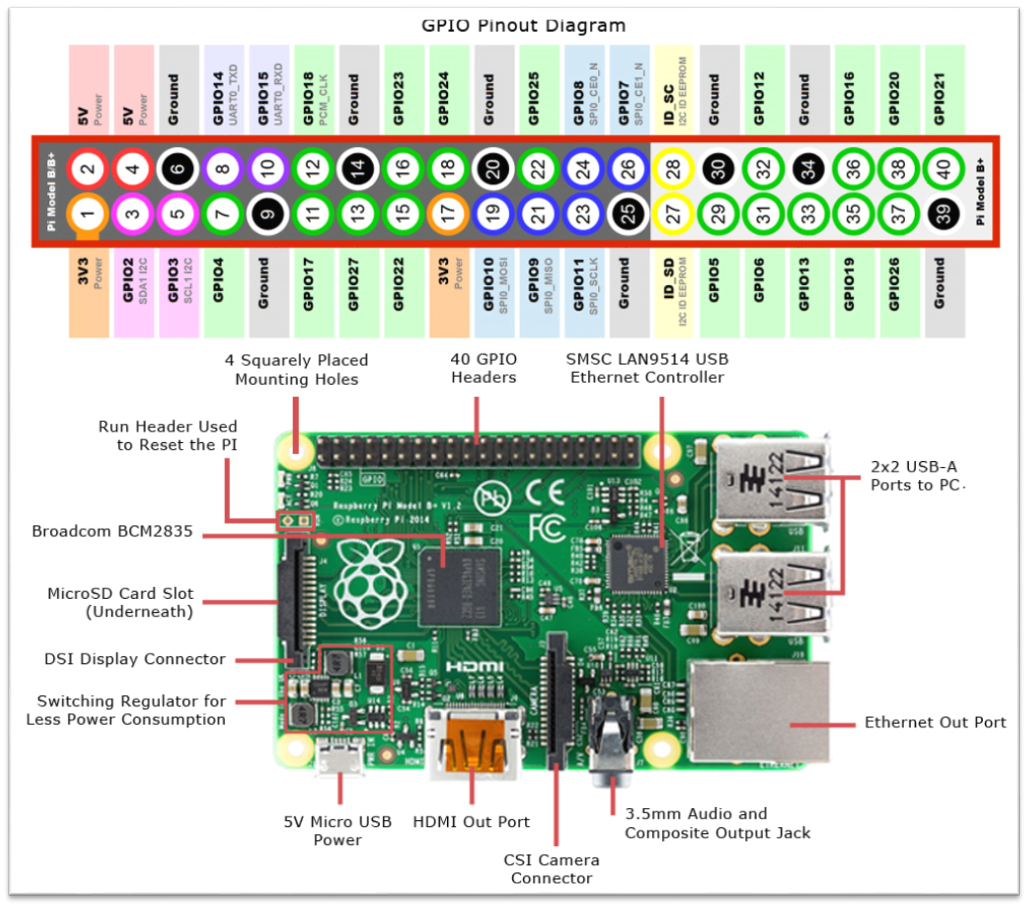 GPIO Pinout Diagram
5V Power
5V Power
Ground
GPIO14 UART0_TXD
GPIO15 UART0_RXD
GPIO18 PCM_CLK
Ground
GPIO23
GPIO24
Ground
GPIO25
GPIO8 SPI0_CE0_N
GPIO7 SPI0_CE1_N
ID_SC I2C ID EEPROM
Ground
GPIO12
Ground
GPIO16
GPIO20
GPIO21
Pi Model B/B+
2 4 6 8 10 12 14 16 18 20 22 24 26 28 30 32 34 36 38 40
1 3 5 7 9 11 13 15 17 19 21 23 25 27 29 31 33 35 37 39
Pi Model B+
3V3 Power
GPIO2 SDA1 I2C
GPIO3 SCL1 I2C
GPIO4
Ground
GPIO17
GPIO27
GPIO22
3V3 Power
GPIO10 SPI0_MOSI
GPIO9 SPI0_MISO
GPIO11 SPI0_SCLK
Ground
ID_SD I2C ID EEPROM
GPIO5
GPIO6
GPIO13
GPIO19
GPIO26
Ground
4 Squarely Placed
Mounting Holes
40 GPIO
Headers
SMSC LAN9514 USB
Ethernet Controller
Run Header Used
to Reset the PI
2x2 USB-A
Ports to PC.
Broadcom BCM2835
MicroSD Card Slot
(Underneath)
DSI Display Connector
Switching Regulator for
Less Power Consumption
Ethernet Out Port
5V Micro USB
Power
HDMI Out Port
CSI Camera
Connector
3.5mm Audio and
Composite Output Jack
GPIO
Raspberry Pi Model B+ V1.2
© Raspberry Pi 2014
Pb
CE
FC
DISPLAY
HDMI
CAMERA
A/V
ETHERNET
USB
USB
14122
14122